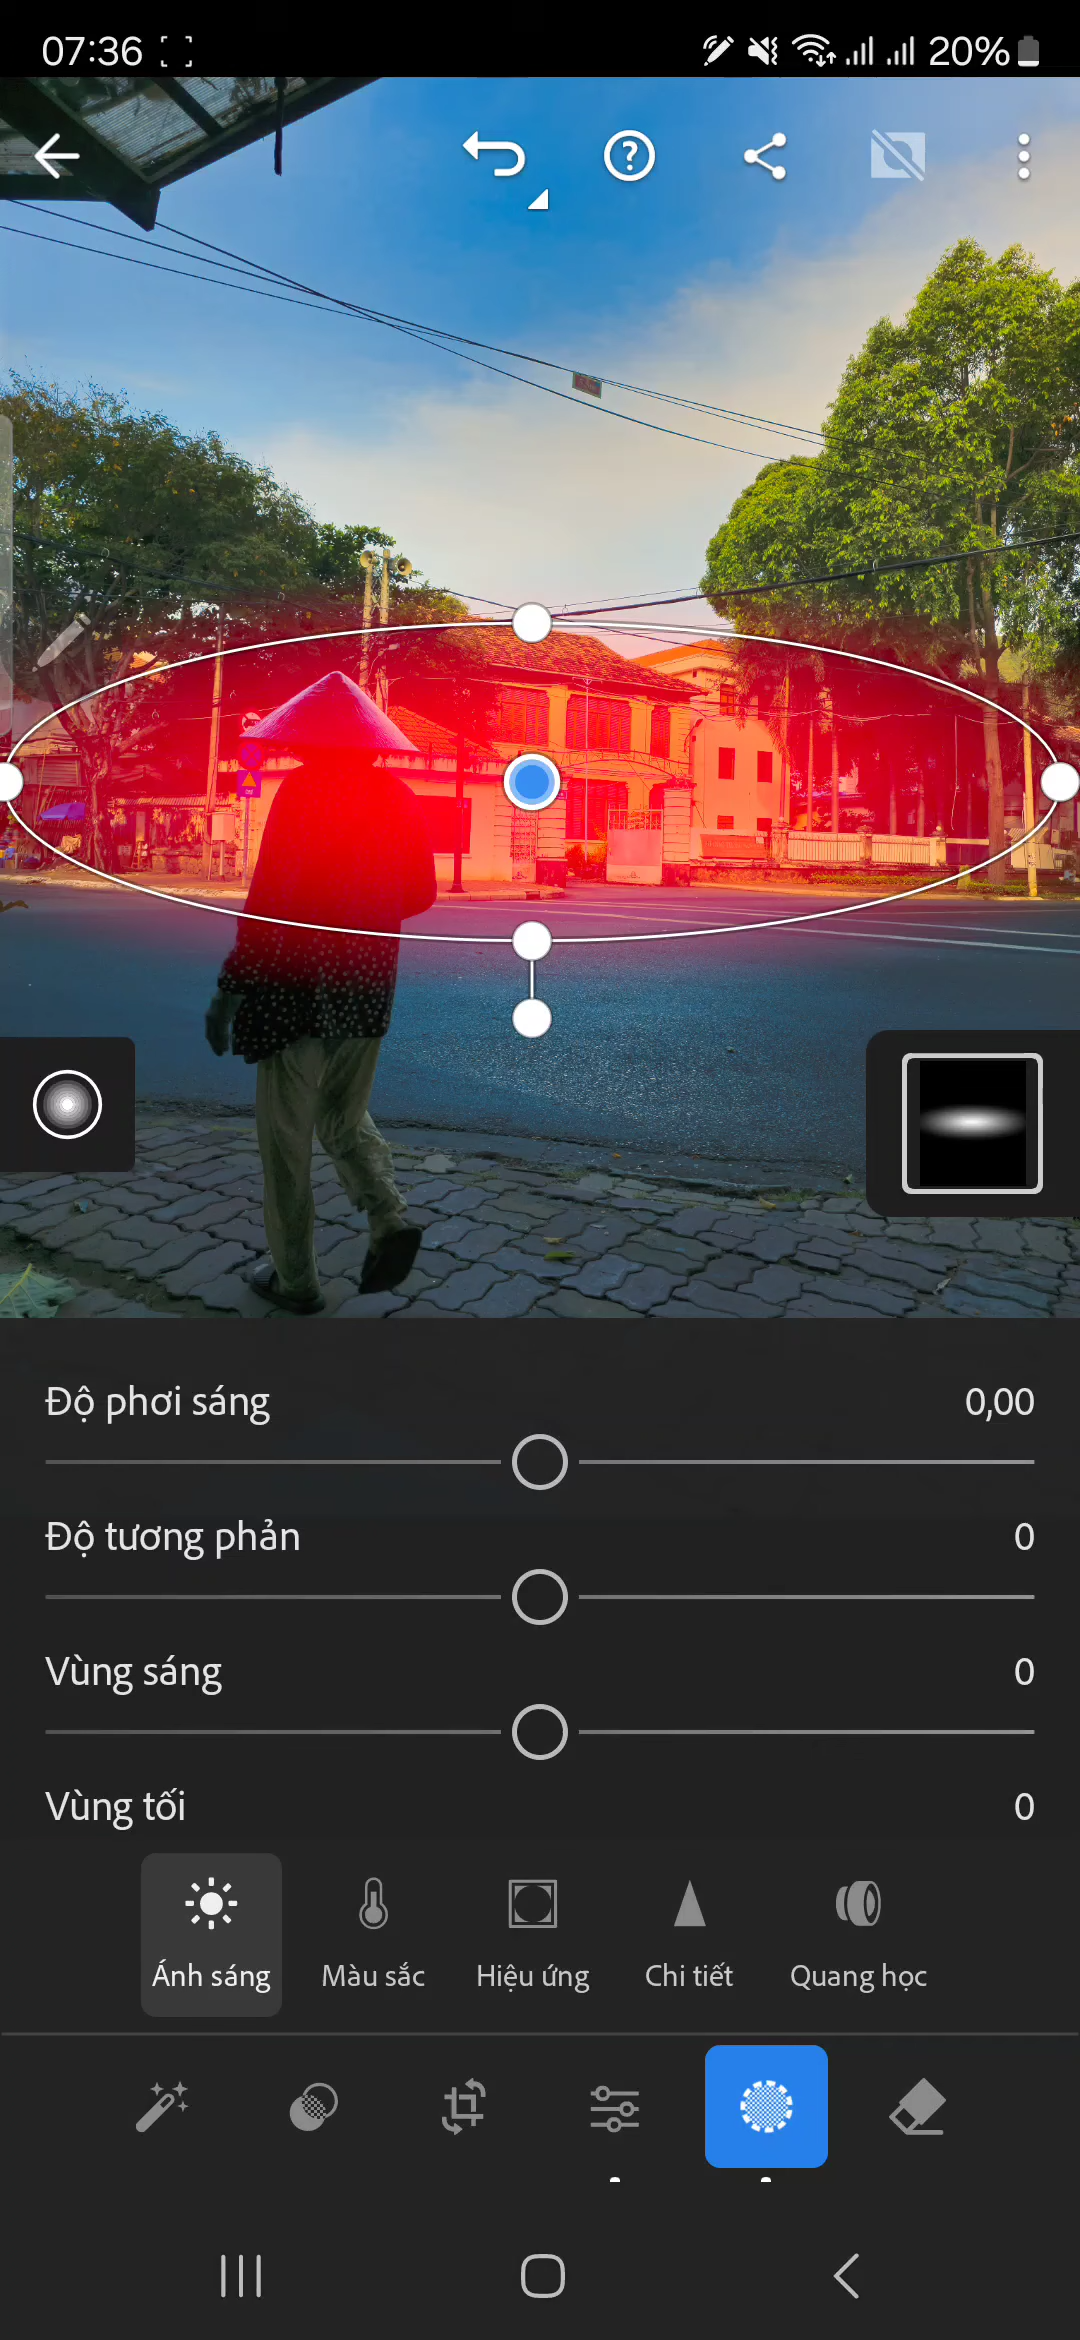 07:36
20%
Độ phơi sáng 0,00
Độ tương phản 0
Vùng sáng 0
Vùng tối 0
Ánh sáng Màu sắc Hiệu ứng Chi tiết Quang học